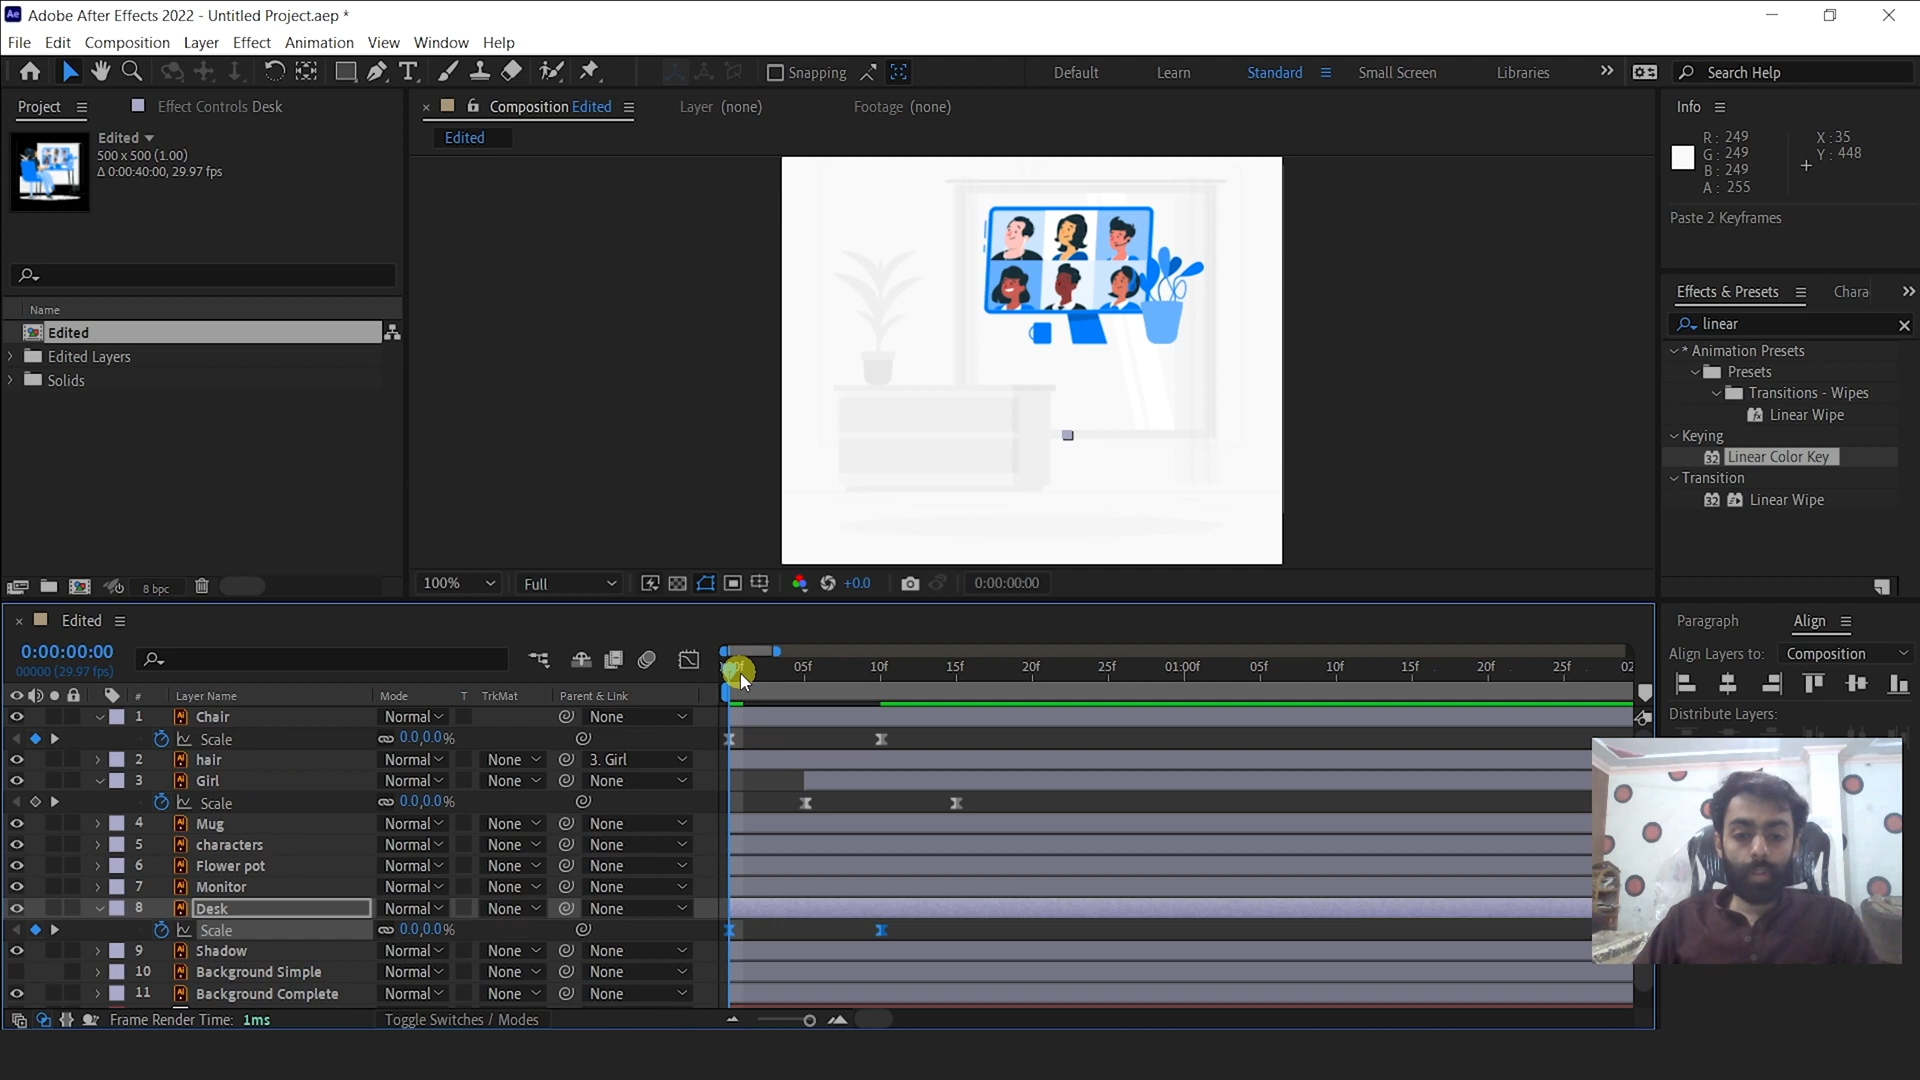 Adobe After Effects 2022 - Untitled Project.aep *
File Edit Composition Layer Effect Animation View Window Help
Snapping Default Learn Standard Small Screen Libraries Search Help
Project Effect Controls Desk
Composition Edited Layer (none) Footage (none)
Info
Edited
500 x 500 (1.00)
Δ 0:00:40:00, 29.97 fps
Edited
R: 249
G: 249
B: 249
A: 255
X: 35
Y: 448
Paste 2 Keyframes
Name
Edited
Edited Layers
Solids
Effects & Presets Chara
linear
* Animation Presets
Presets
Transitions - Wipes
Linear Wipe
Keying
32 Linear Color Key
Transition
32 Linear Wipe
8 bpc
100% Full +0.0 0:00:00:00
Edited
0:00:00:00
00000 (29.97 fps)
05f 10f 15f 20f 25f 01:00f 05f 10f 15f 20f 25f 02
# Layer Name Mode T TrkMat Parent & Link
1 Chair Normal None
Scale 0.0,0.0%
2 hair Normal None 3. Girl
3 Girl Normal None None
Scale 0.0,0.0%
4 Mug Normal None None
5 characters Normal None None
6 Flower pot Normal None None
7 Monitor Normal None None
8 Desk Normal None None
Scale 0.0,0.0%
9 Shadow Normal None None
10 Background Simple Normal None None
11 Background Complete Normal None None
Frame Render Time: 1ms Toggle Switches / Modes
Paragraph Align
Align Layers to: Composition
Distribute Layers: